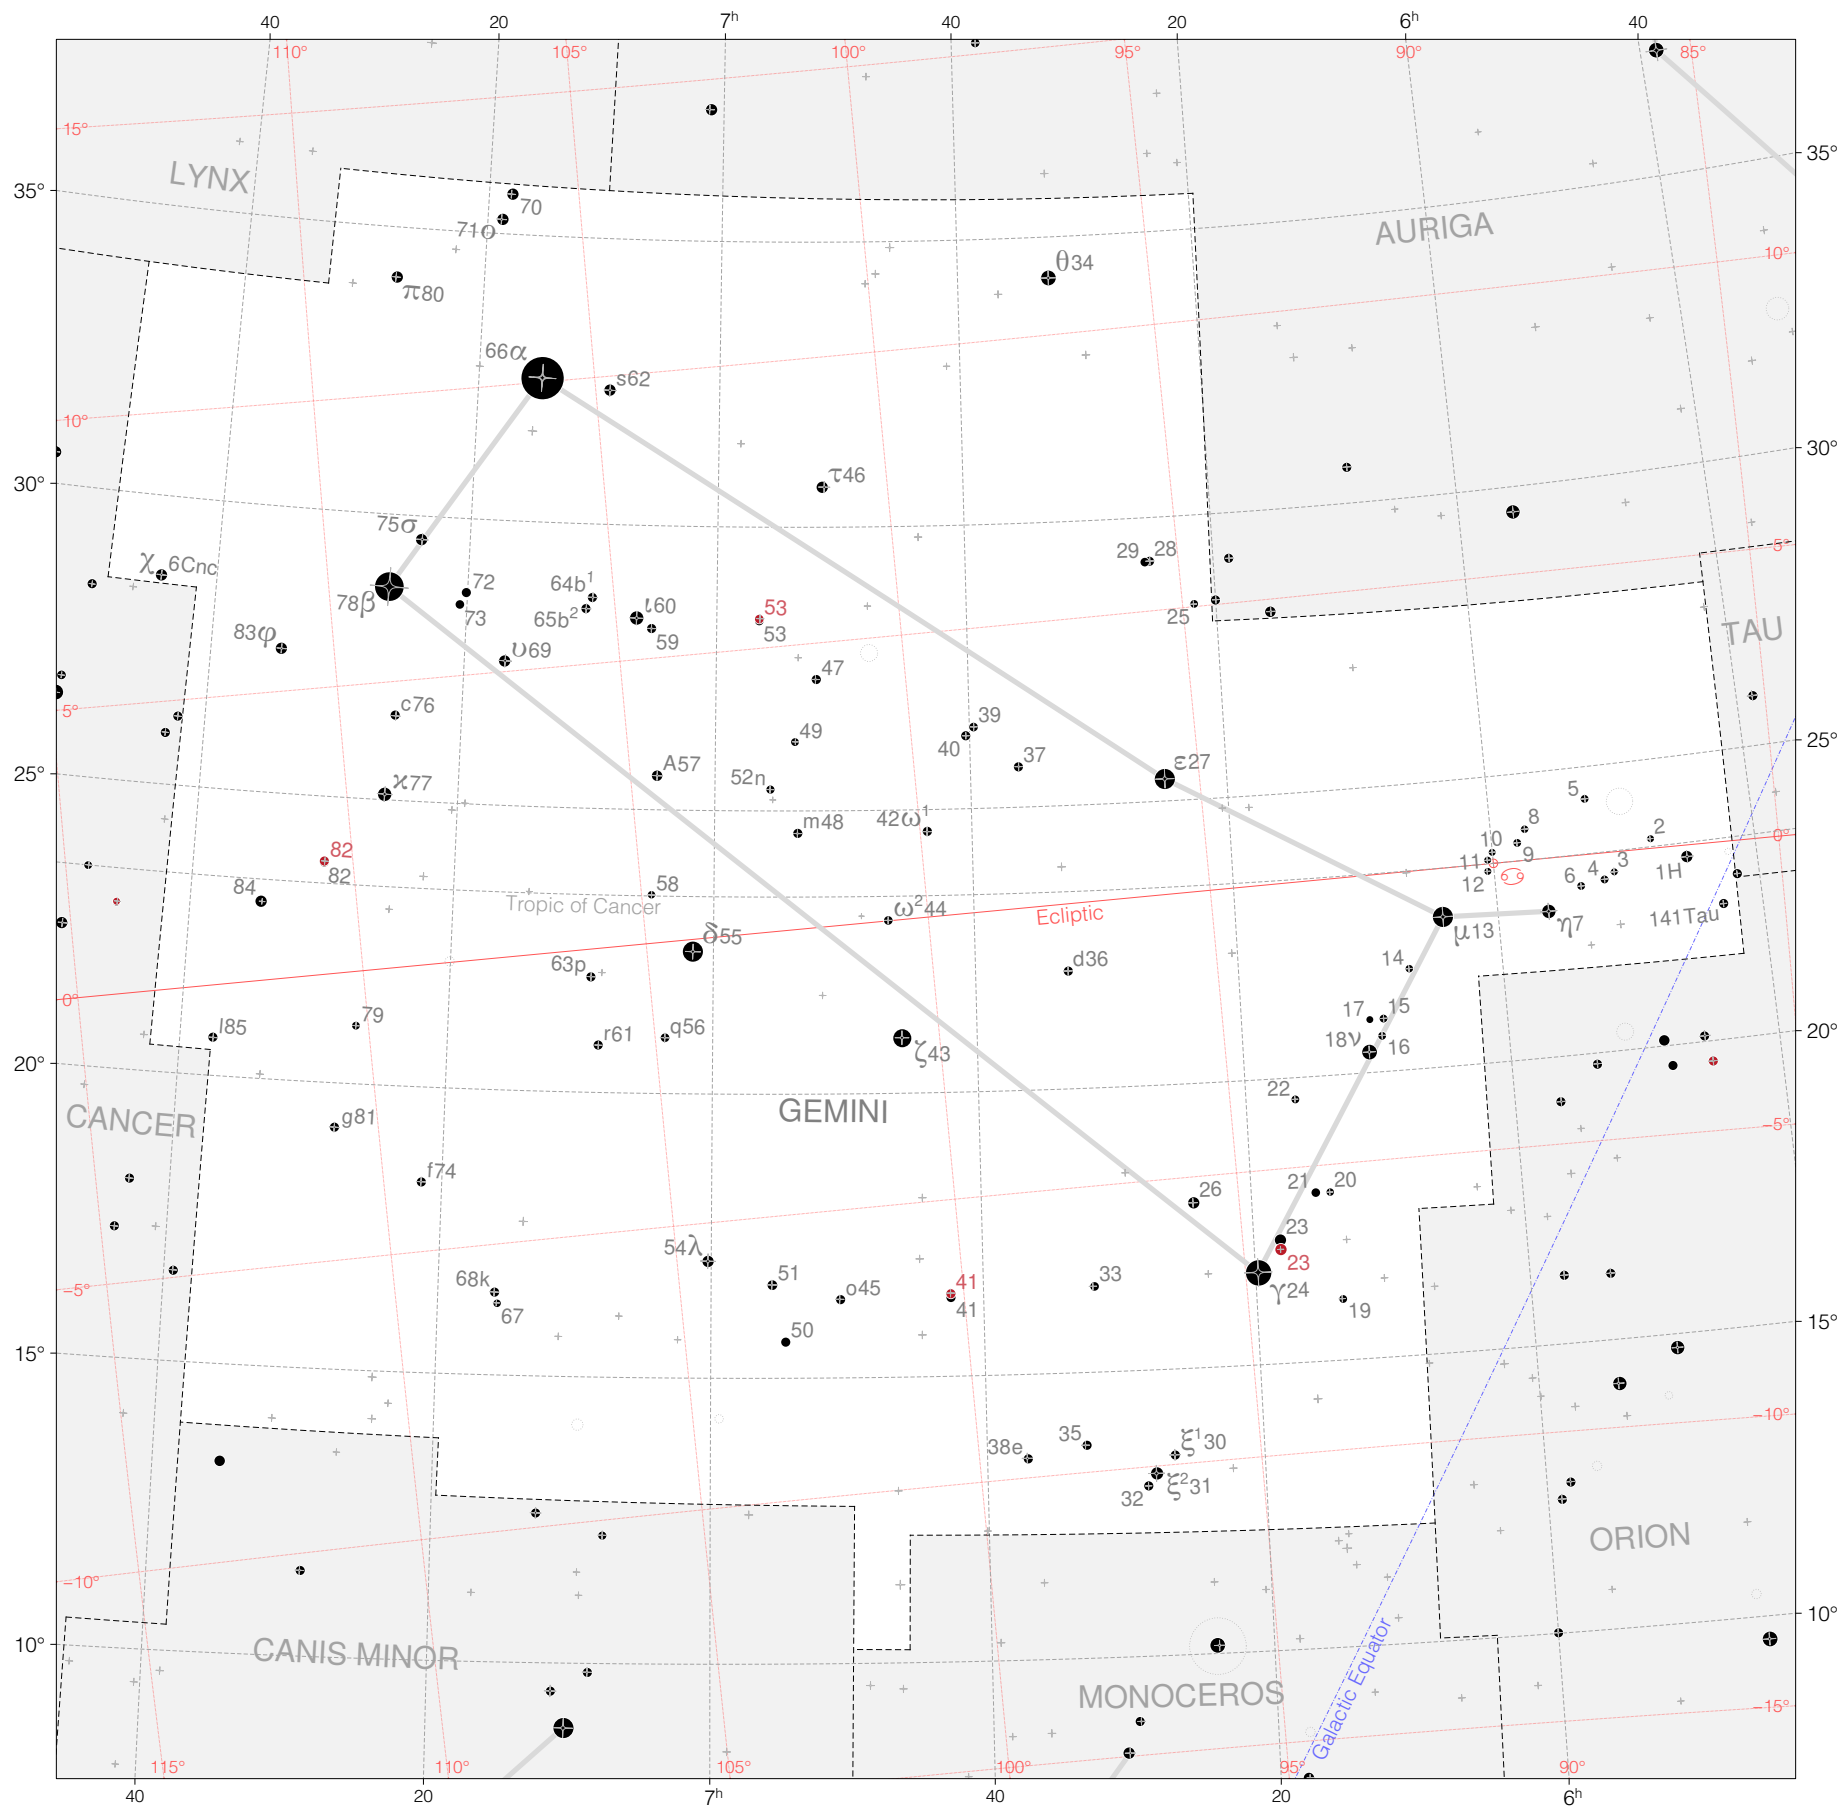 40 20 7h 40 20 6h 40
110° 105° 100° 95° 90° 85°
15°
LYNX
35°
35°
70
71ο
AURIGA
10°
θ34
π80
66α
s62
10°
30°
τ46
30°
75σ
29 28
5°
χ 6Cnc
72
64b1
78β
73
65b2
ι60
53
25
59
53
83φ
υ69
TAU
47
5°
c76
39
49
40
25°
37
A57
ε27
25°
52n
5
ϰ77
m48
42ω1
8
2
0°
10
9
82
11
3
4
82
12
6
1H
84
58
Tropic of Cancer
ω244
Ecliptic
141Tau
η7
μ13
δ55
63p
d36
14
0°
79
17 15
l85
q56
r61
18ν
16
20°
ζ43
20°
22
CANCER
GEMINI
g81
−5°
f74
21 20
26
23
54λ
23
68k
51
41
33
−5°
o45
γ24
67
41
19
50
15°
15°
−10°
38e
35
ξ130
ξ231
32
ORION
−10°
10°
10°
CANIS MINOR
MONOCEROS
Galactic Equator
−15°
115° 110° 105° 100° 95° 90°
40 20 7h 40 20 6h